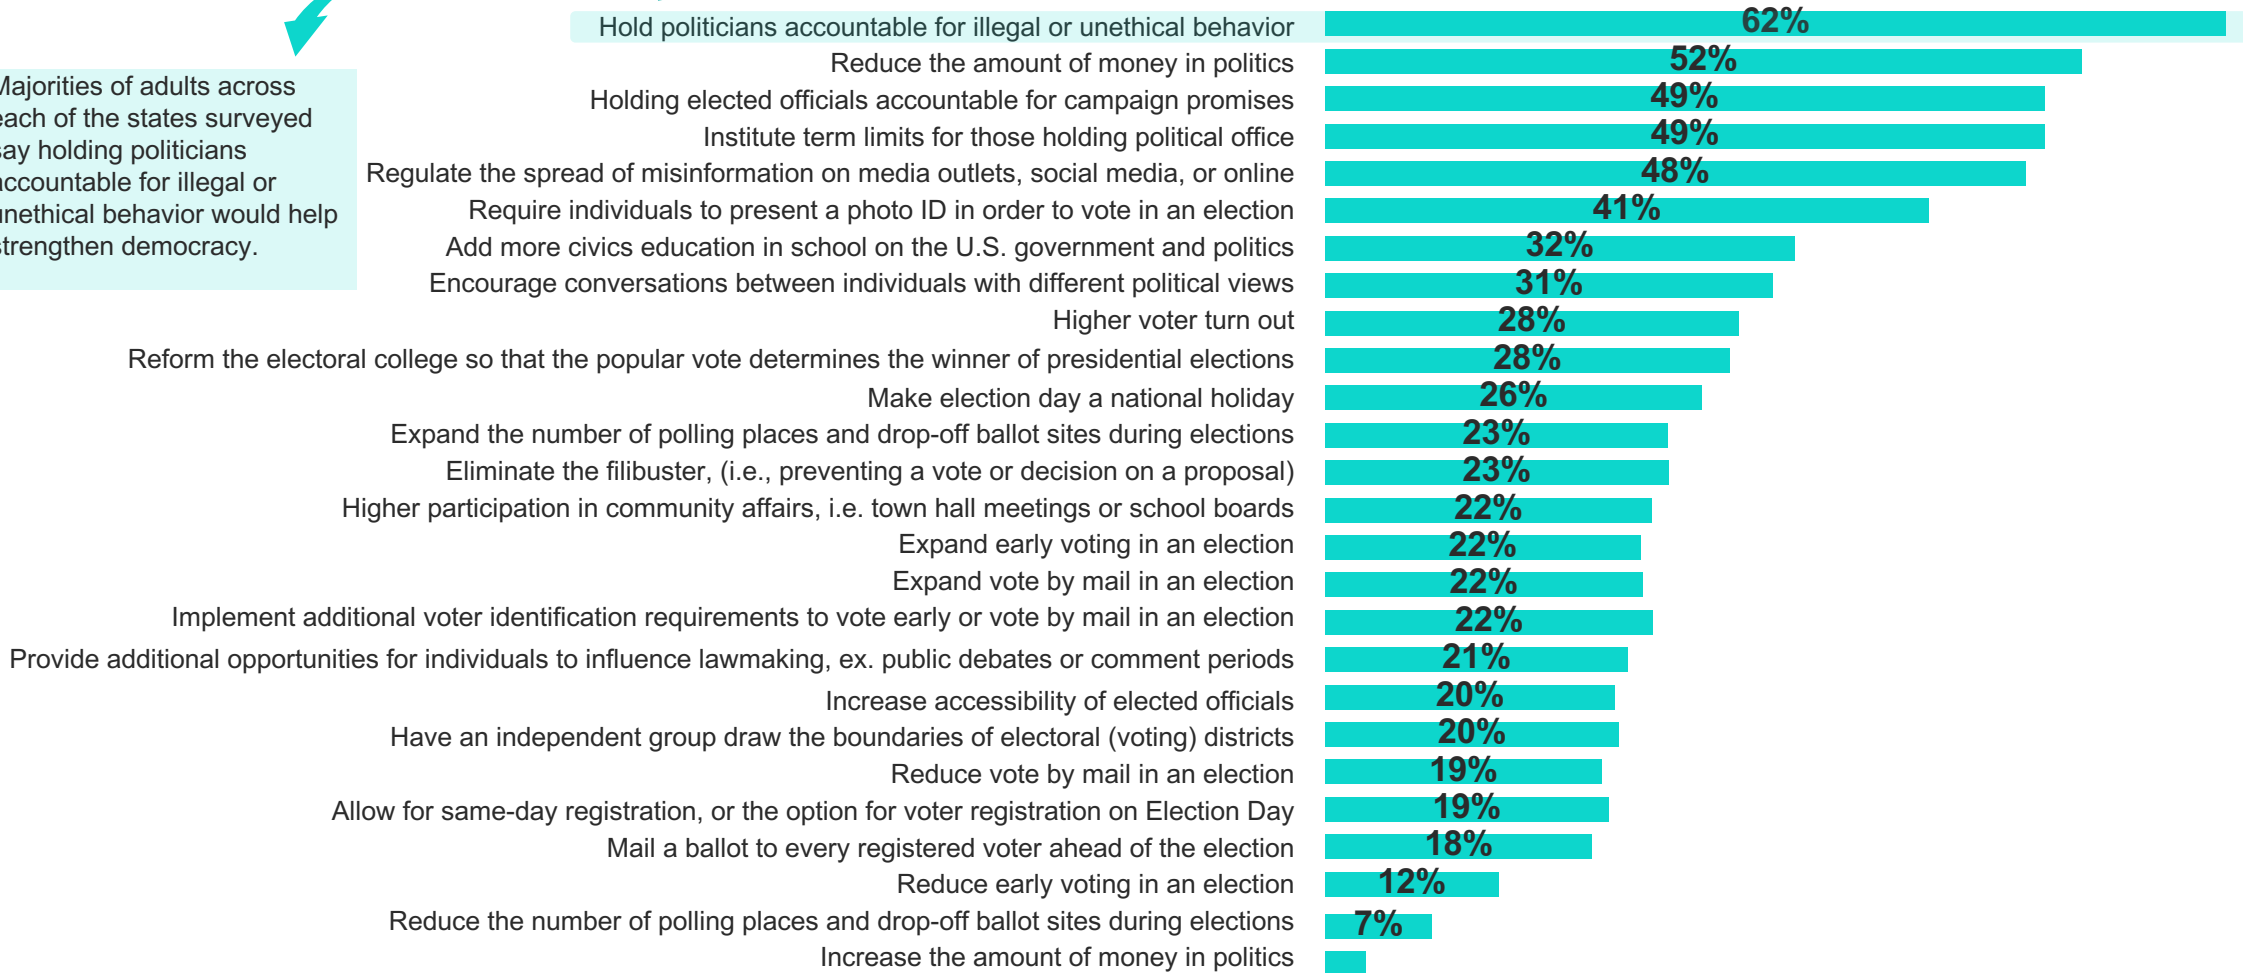 Hold politicians accountable for illegal or unethical behavior 62%
Reduce the amount of money in politics 52%
Holding elected officials accountable for campaign promises 49%
Institute term limits for those holding political office 49%
Regulate the spread of misinformation on media outlets, social media, or online 48%
Require individuals to present a photo ID in order to vote in an election 41%
Add more civics education in school on the U.S. government and politics 32%
Encourage conversations between individuals with different political views 31%
Higher voter turn out 28%
Reform the electoral college so that the popular vote determines the winner of presidential elections 28%
Make election day a national holiday 26%
Expand the number of polling places and drop-off ballot sites during elections 23%
Eliminate the filibuster, (i.e., preventing a vote or decision on a proposal) 23%
Higher participation in community affairs, i.e. town hall meetings or school boards 22%
Expand early voting in an election 22%
Expand vote by mail in an election 22%
Implement additional voter identification requirements to vote early or vote by mail in an election 22%
Provide additional opportunities for individuals to influence lawmaking, ex. public debates or comment periods 21%
Increase accessibility of elected officials 20%
Have an independent group draw the boundaries of electoral (voting) districts 20%
Reduce vote by mail in an election 19%
Allow for same-day registration, or the option for voter registration on Election Day 19%
Mail a ballot to every registered voter ahead of the election 18%
Reduce early voting in an election 12%
Reduce the number of polling places and drop-off ballot sites during elections 7%
Increase the amount of money in politics
Majorities of adults across
each of the states surveyed
say holding politicians
accountable for illegal or
unethical behavior would help
strengthen democracy.